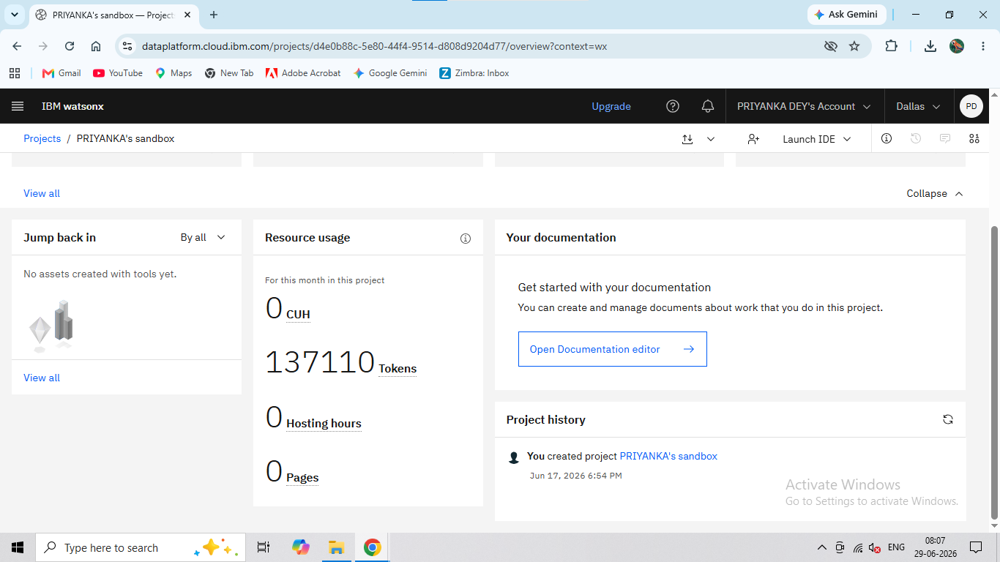 PRIYANKA's sandbox — Project
Ask Gemini
dataplatform.cloud.ibm.com/projects/d4e0b88c-5e80-44f4-9514-d808d9204d77/overview?context=wx
Gmail
YouTube
Maps
New Tab
Adobe Acrobat
Google Gemini
Zimbra: Inbox
IBM watsonx
Upgrade
PRIYANKA DEY's Account
Dallas
PD
Projects / PRIYANKA's sandbox
Launch IDE
View all
Collapse
Jump back in
By all
No assets created with tools yet.
View all
Resource usage
For this month in this project
0 CUH
137110 Tokens
0 Hosting hours
0 Pages
Your documentation
Get started with your documentation
You can create and manage documents about work that you do in this project.
Open Documentation editor
Project history
You created project PRIYANKA's sandbox
Jun 17, 2026 6:54 PM
Activate Windows
Go to Settings to activate Windows.
Type here to search
ENG
08:07
29-06-2026